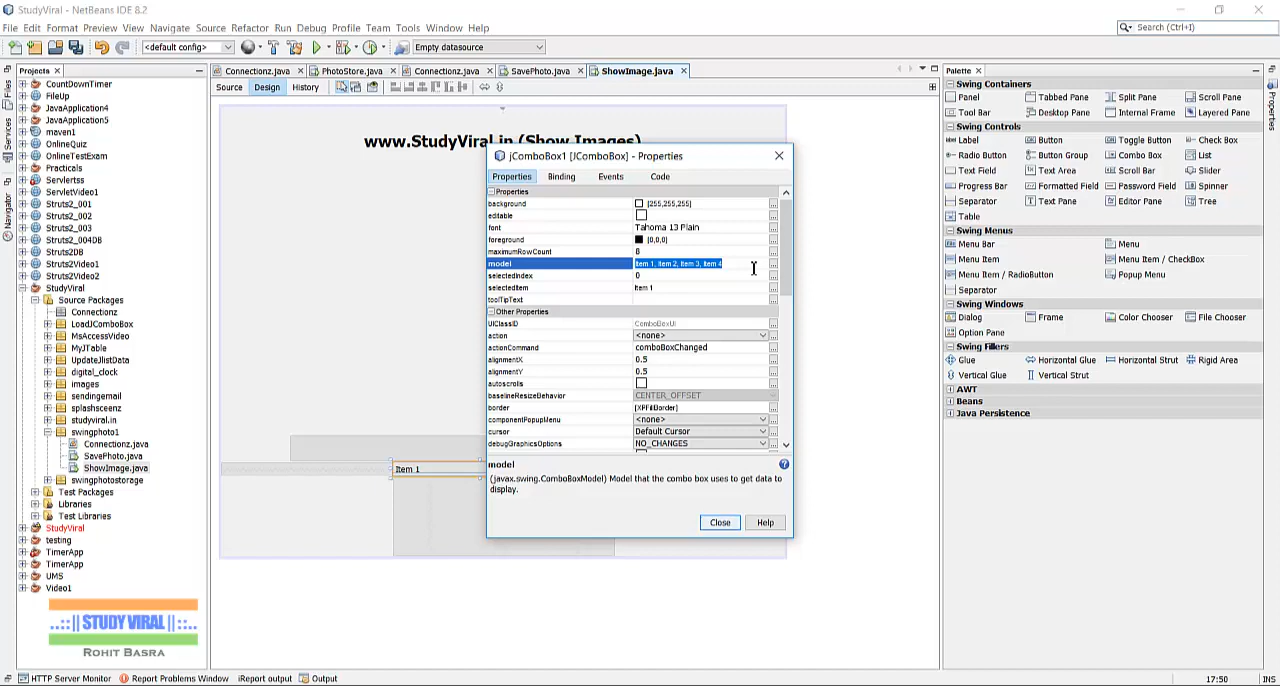 StudyViral - NetBeans IDE 8.2
File Edit Format Preview View Navigate Source Refactor Run Debug Profile Team Tools Window Help
Search (Ctrl+I)
<default config>
Empty datasource
Projects
Connectionz.java
PhotoStore.java
Connectionz.java
SavePhoto.java
ShowImage.java
Source Design History
Files
Services
Navigator
CountDownTimer
FileUp
JavaApplication4
JavaApplication5
maven1
OnlineQuiz
OnlineTestExam
Practicals
Servlertss
ServletVideo1
Struts2_001
Struts2_002
Struts2_003
Struts2_004DB
Struts2DB
Struts2Video1
Struts2Video2
StudyViral
Source Packages
Connectionz
LoadJComboBox
MsAccessVideo
MyJTable
UpdateJlistData
digital_clock
images
sendingemail
splashsceenz
studyviral.in
swingphoto1
Connectionz.java
SavePhoto.java
ShowImage.java
swingphotostorage
Test Packages
Libraries
Test Libraries
StudyViral
testing
TimerApp
TimerApp
UMS
Video1
..:|| STUDY VIRAL ||:..
ROHIT BASRA
www.StudyViral.in (Show Images)
Item 1
jComboBox1 [JComboBox] - Properties
Properties Binding Events Code
Properties
background [255,255,255]
editable
font Tahoma 13 Plain
foreground [0,0,0]
maximumRowCount 8
model Item 1, Item 2, Item 3, Item 4
selectedIndex 0
selectedItem Item 1
toolTipText
Other Properties
UIClassID ComboBoxUI
action <none>
actionCommand comboBoxChanged
alignmentX 0.5
alignmentY 0.5
autoscrolls
baselineResizeBehavior CENTER_OFFSET
border [XPFillBorder]
componentPopupMenu <none>
cursor Default Cursor
debugGraphicsOptions NO_CHANGES
model
(javax.swing.ComboBoxModel) Model that the combo box uses to get data to
display.
Close Help
Palette
Properties
Swing Containers
Panel Tabbed Pane Split Pane Scroll Pane
Tool Bar Desktop Pane Internal Frame Layered Pane
Swing Controls
Label Button Toggle Button Check Box
Radio Button Button Group Combo Box List
Text Field Text Area Scroll Bar Slider
Progress Bar Formatted Field Password Field Spinner
Separator Text Pane Editor Pane Tree
Table
Swing Menus
Menu Bar Menu
Menu Item Menu Item / CheckBox
Menu Item / RadioButton Popup Menu
Separator
Swing Windows
Dialog Frame Color Chooser File Chooser
Option Pane
Swing Fillers
Glue Horizontal Glue Horizontal Strut Rigid Area
Vertical Glue Vertical Strut
AWT
Beans
Java Persistence
HTTP Server Monitor Report Problems Window iReport output Output
17:50 INS